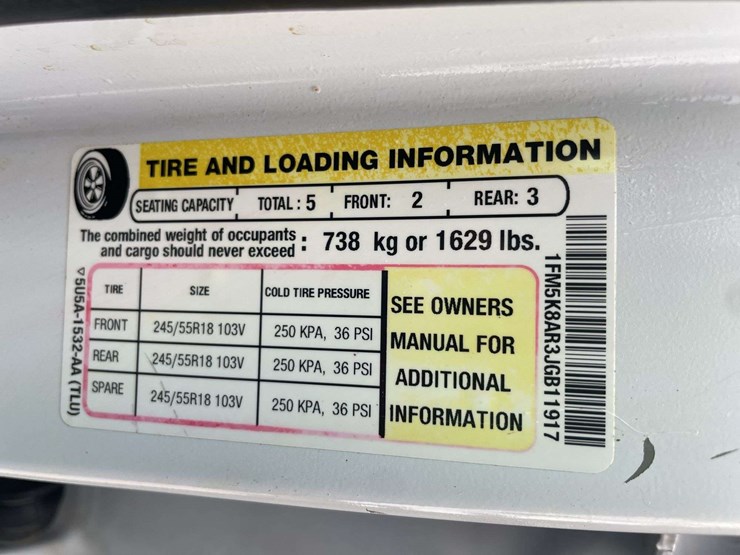 TIRE AND LOADING INFORMATION
SEATING CAPACITY TOTAL : 5 FRONT: 2 REAR: 3
The combined weight of occupants
and cargo should never exceed : 738 kg or 1629 lbs.
TIRE SIZE COLD TIRE PRESSURE
FRONT 245/55R18 103V 250 KPA, 36 PSI
REAR 245/55R18 103V 250 KPA, 36 PSI
SPARE 245/55R18 103V 250 KPA, 36 PSI
SEE OWNERS
MANUAL FOR
ADDITIONAL
INFORMATION
5U5A-1532-AA (TLU)
1FM5K8AR3JGB11917